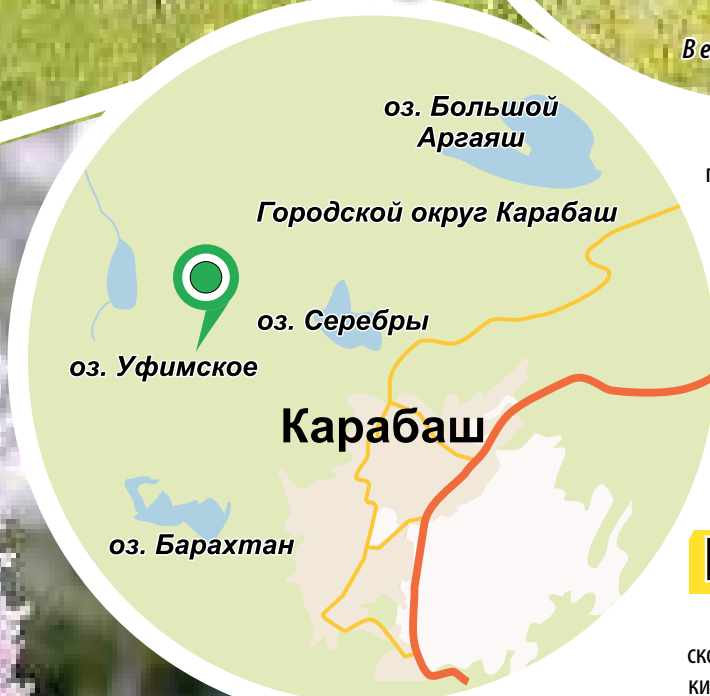 оз. Большой
Аргаяш
Городской округ Карабаш
оз. Серебры
оз. Уфимское
Карабаш
оз. Барахтан